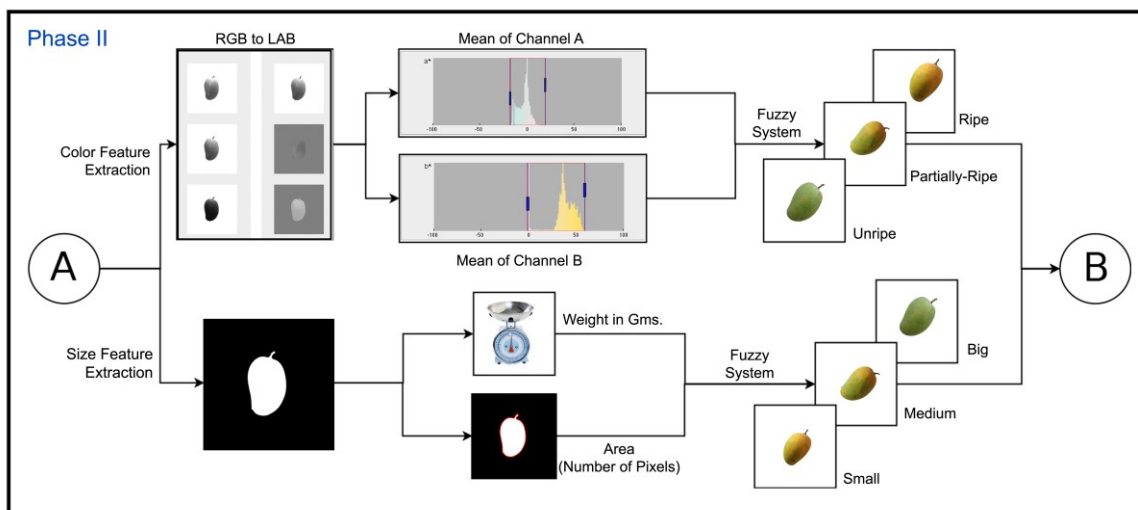 Phase II
RGB to LAB
Mean of Channel A
a*
-100
-50
0
50
100
b*
-100
-50
0
50
100
Mean of Channel B
Color Feature
Extraction
Fuzzy
System
Ripe
Partially-Ripe
Unripe
A
B
Size Feature
Extraction
Weight in Gms.
Area
(Number of Pixels)
Fuzzy
System
Big
Medium
Small